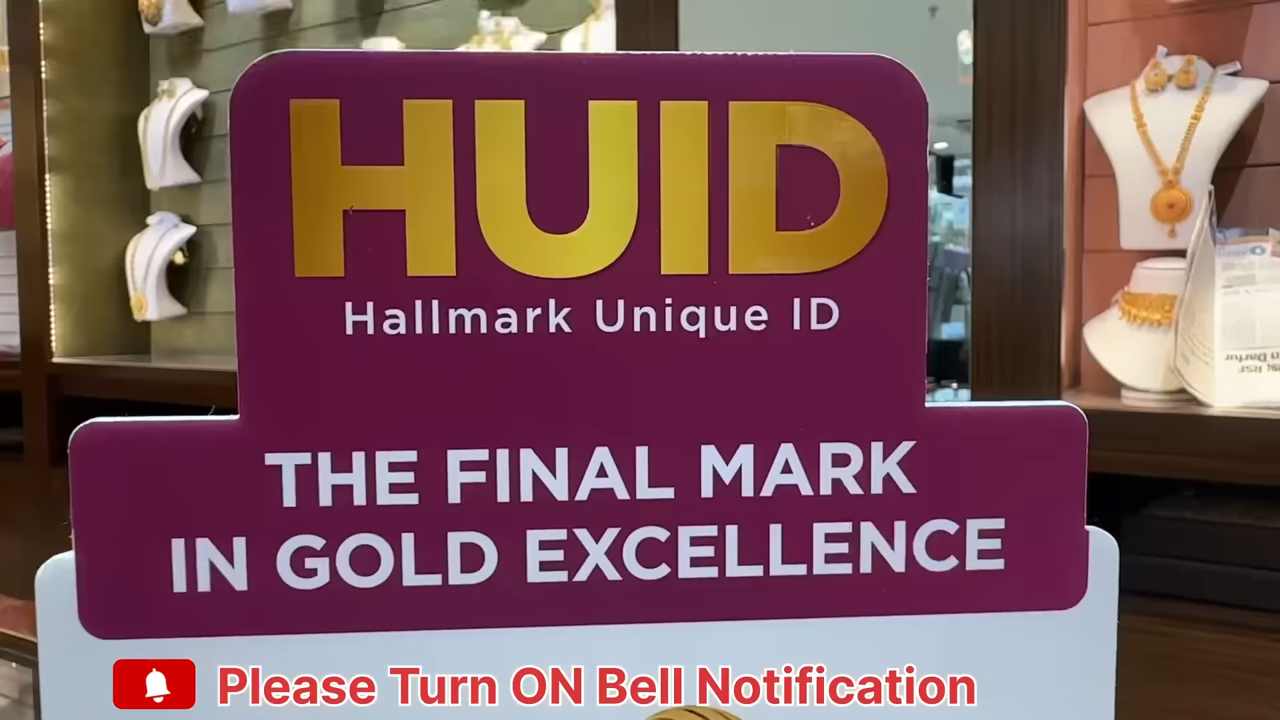 HUID
Hallmark Unique ID
THE FINAL MARK
IN GOLD EXCELLENCE
Please Turn ON Bell Notification